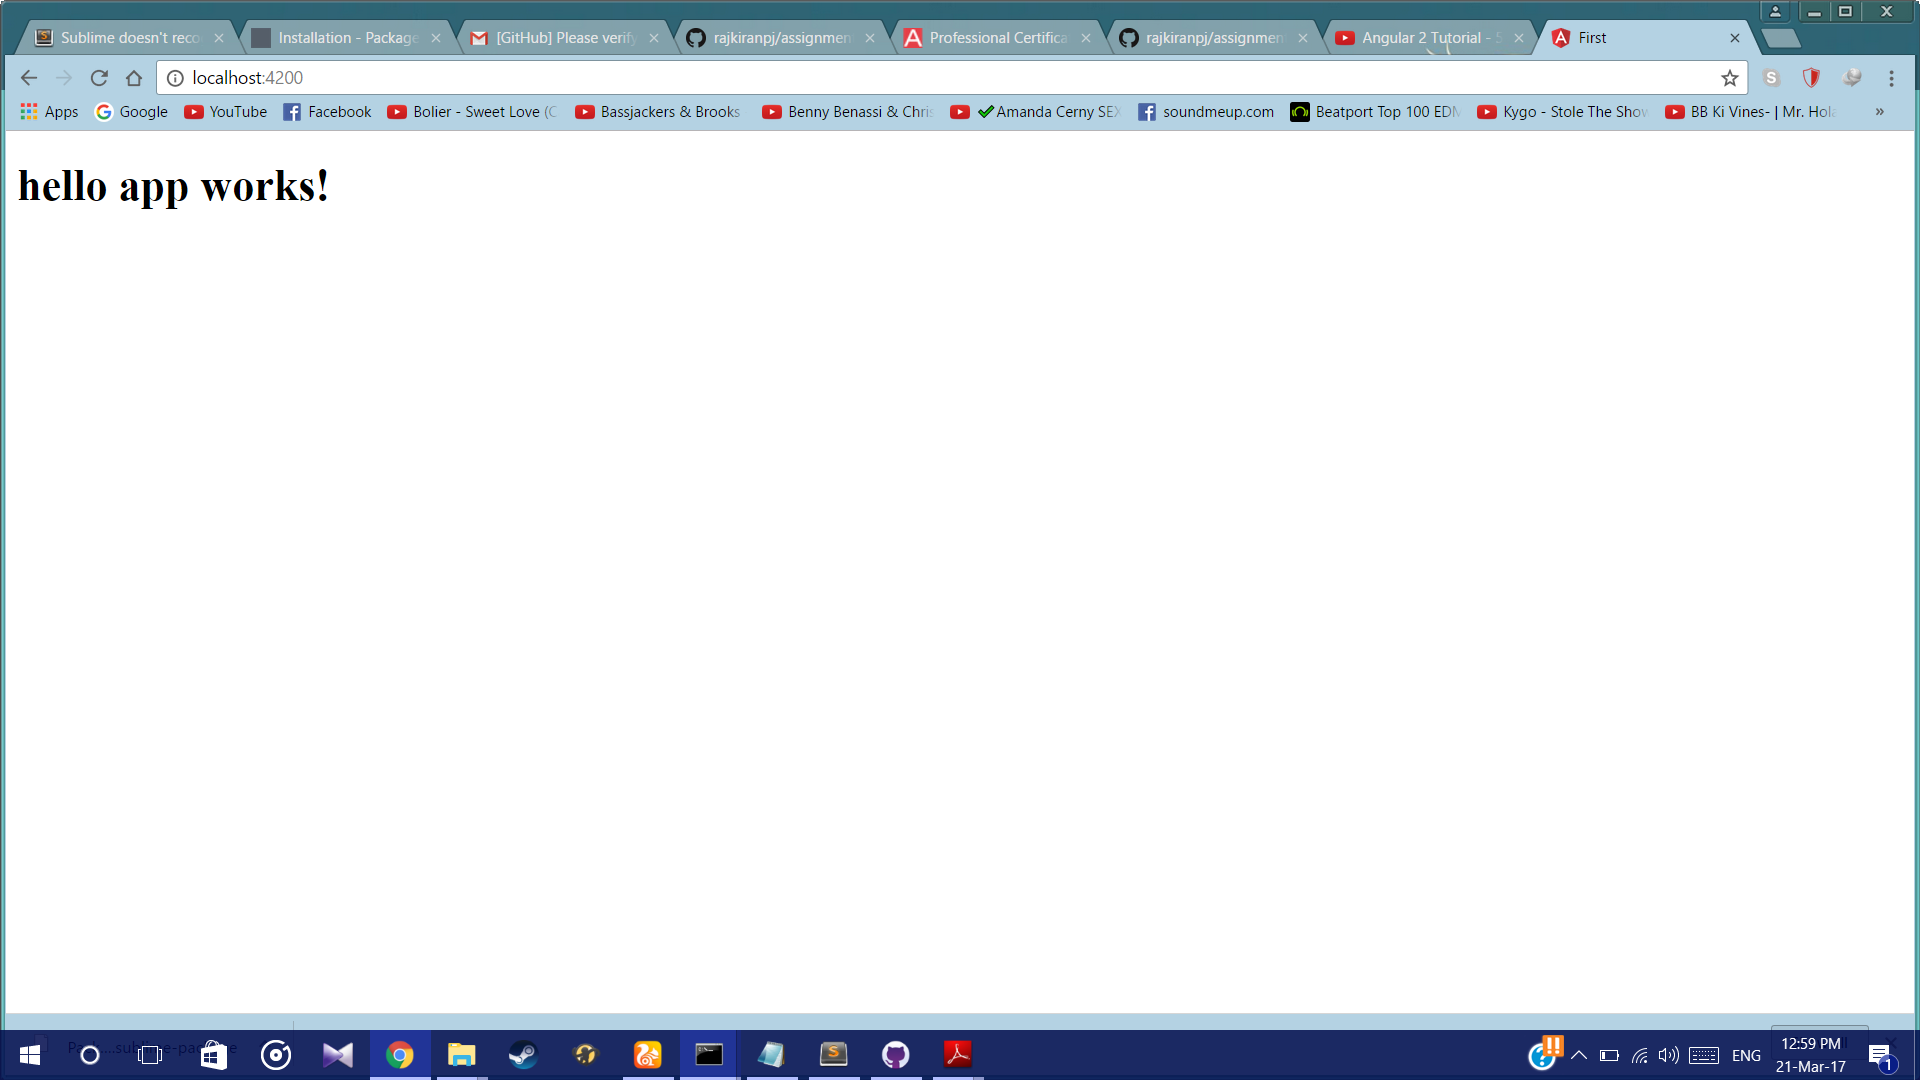 Sublime doesn't reco
Installation - Package
[GitHub] Please verify
rajkiranpj/assignmen
Professional Certifica
rajkiranpj/assignmen
Angular 2 Tutorial - 5
First
localhost:4200
Apps
Google
YouTube
Facebook
Bolier - Sweet Love (C
Bassjackers & Brooks
Benny Benassi & Chris
✔Amanda Cerny SEX
soundmeup.com
Beatport Top 100 EDM
Kygo - Stole The Show
BB Ki Vines- | Mr. Hola
»
hello app works!
ENG
12:59 PM
21-Mar-17
1